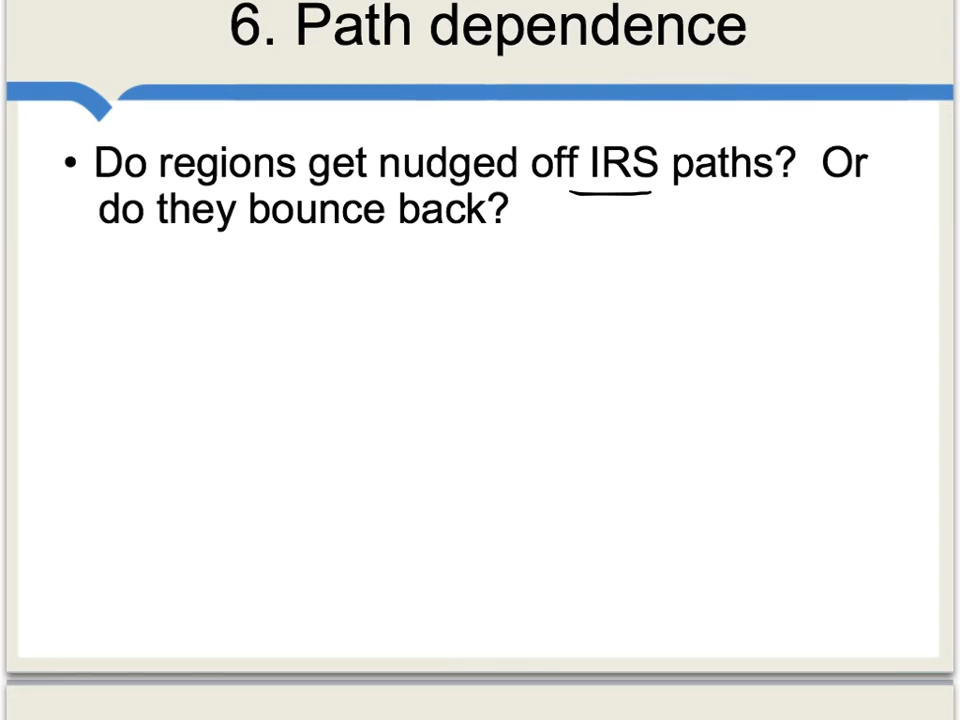 6. Path dependence
• Do regions get nudged off IRS paths? Or
do they bounce back?